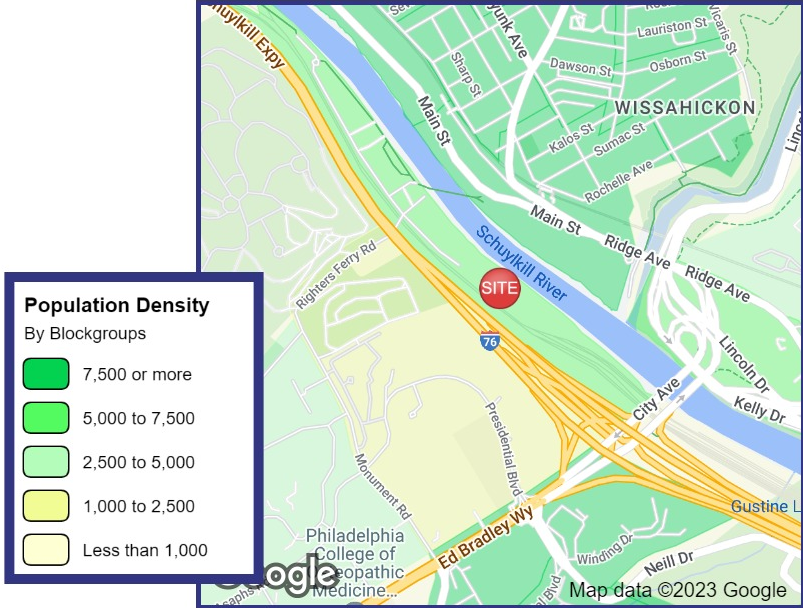 Schuylkill Expy
Lauriston St
Vicaris St
Dawson St
Osborn St
Sharp St
Main St
WISSAHICKON
Kalos St
Sumac St
Rochelle Ave
Main St
Ridge Ave
Ridge Ave
Schuylkill River
SITE
Righters Ferry Rd
76
Lincoln Dr
City Ave
Kelly Dr
Presidential Blvd
Monument Rd
Ed Bradley Wy
Gustine L
Philadelphia
College of
Medicine...
Winding Dr
Neill Dr
Blvd
Map data ©2023 Google
Population Density
By Blockgroups
7,500 or more
5,000 to 7,500
2,500 to 5,000
1,000 to 2,500
Less than 1,000